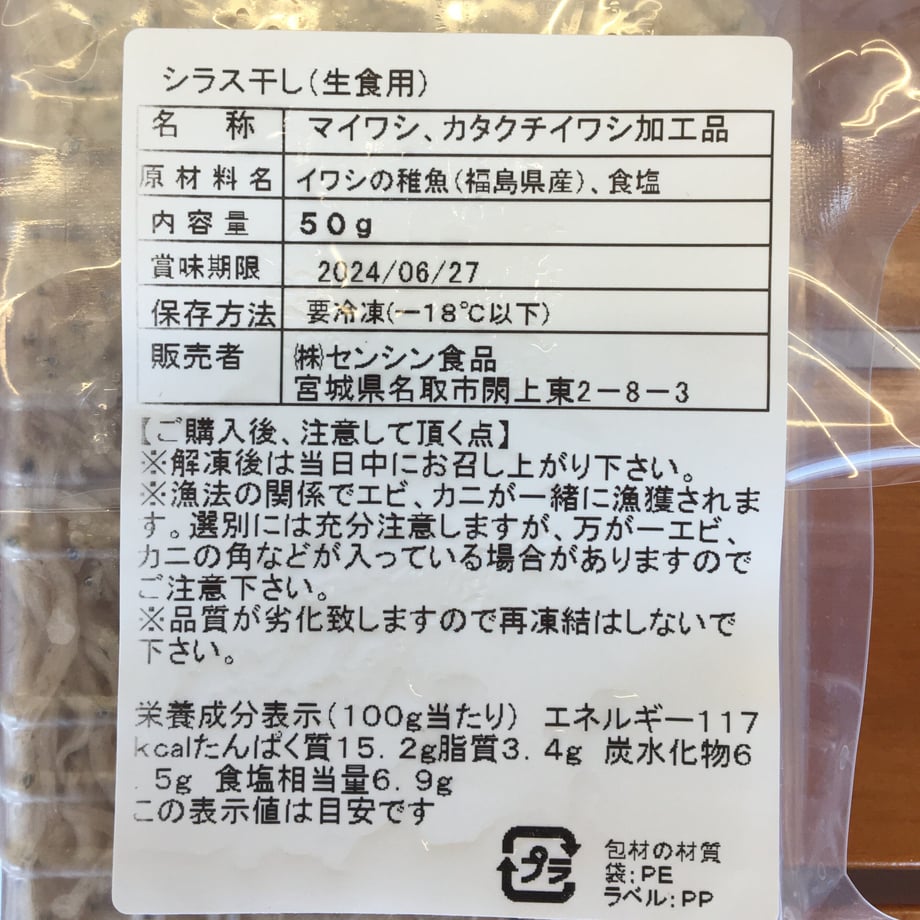 シラス干し(生食用)
名称 マイワシ、カタクチイワシ加工品
原材料名 イワシの稚魚(福島県産)、食塩
内容量 50g
賞味期限 2024/06/27
保存方法 要冷凍(-18℃以下)
販売者 ㈱センシン食品
宮城県名取市閖上東2-8-3
【ご購入後、注意して頂く点】
※解凍後は当日中にお召し上がり下さい。
※漁法の関係でエビ、カニが一緒に漁獲されま
す。選別には充分注意しますが、万が一エビ、
カニの角などが入っている場合がありますので
ご注意下さい。
※品質が劣化致しますので再凍結はしないで
下さい。
栄養成分表示(100g当たり) エネルギー117
kcalたんぱく質15.2g脂質3.4g 炭水化物6
.5g 食塩相当量6.9g
この表示値は目安です
プラ
包材の材質
袋:PE
ラベル:PP